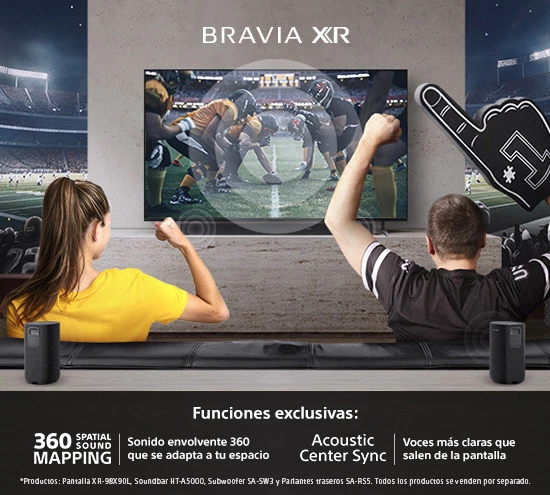 BRAVIA XR
1
Funciones exclusivas:
360 SPATIAL SOUND MAPPING
Sonido envolvente 360
que se adapta a tu espacio
Acoustic
Center Sync
Voces más claras que
salen de la pantalla
*Productos: Pantalla XR-98X90L, Soundbar HT-A5000, Subwoofer SA-SW3 y Parlantes traseros SA-RS5. Todos los productos se venden por separado.